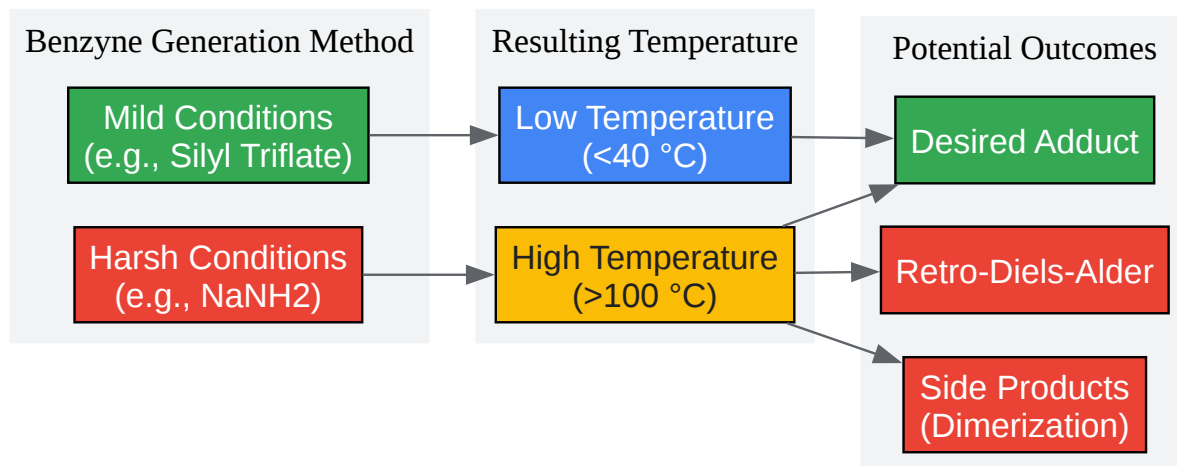 Benzyne Generation Method
Mild Conditions
(e.g., Silyl Triflate)
Harsh Conditions
(e.g., NaNH2)
Resulting Temperature
Low Temperature
(<40 °C)
High Temperature
(>100 °C)
Potential Outcomes
Desired Adduct
Retro-Diels-Alder
Side Products
(Dimerization)